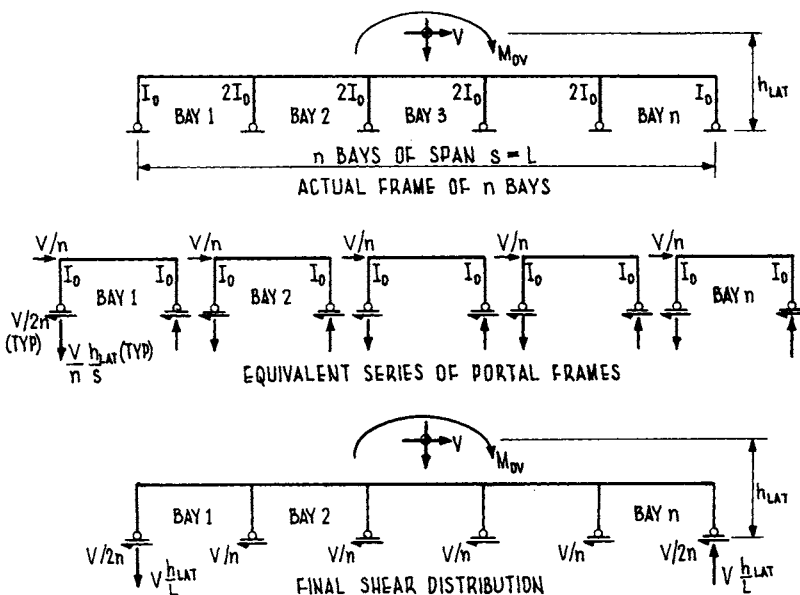 V
M_OV
h_LAT
I_0 2I_0 2I_0 2I_0 2I_0 I_0
BAY 1 BAY 2 BAY 3 BAY n
n BAYS OF SPAN s = L
ACTUAL FRAME OF n BAYS
V/n V/n V/n V/n V/n
I_0 I_0 I_0 I_0 I_0 I_0 I_0 I_0 I_0 I_0
BAY 1 BAY 2 BAY n
V/2n
(TYP)
V/n h_LAT/s (TYP)
EQUIVALENT SERIES OF PORTAL FRAMES
V
M_OV
h_LAT
BAY 1 BAY 2 BAY n
V/2n V/n V/n V/n V/n V/2n
V h_LAT/L V h_LAT/L
FINAL SHEAR DISTRIBUTION